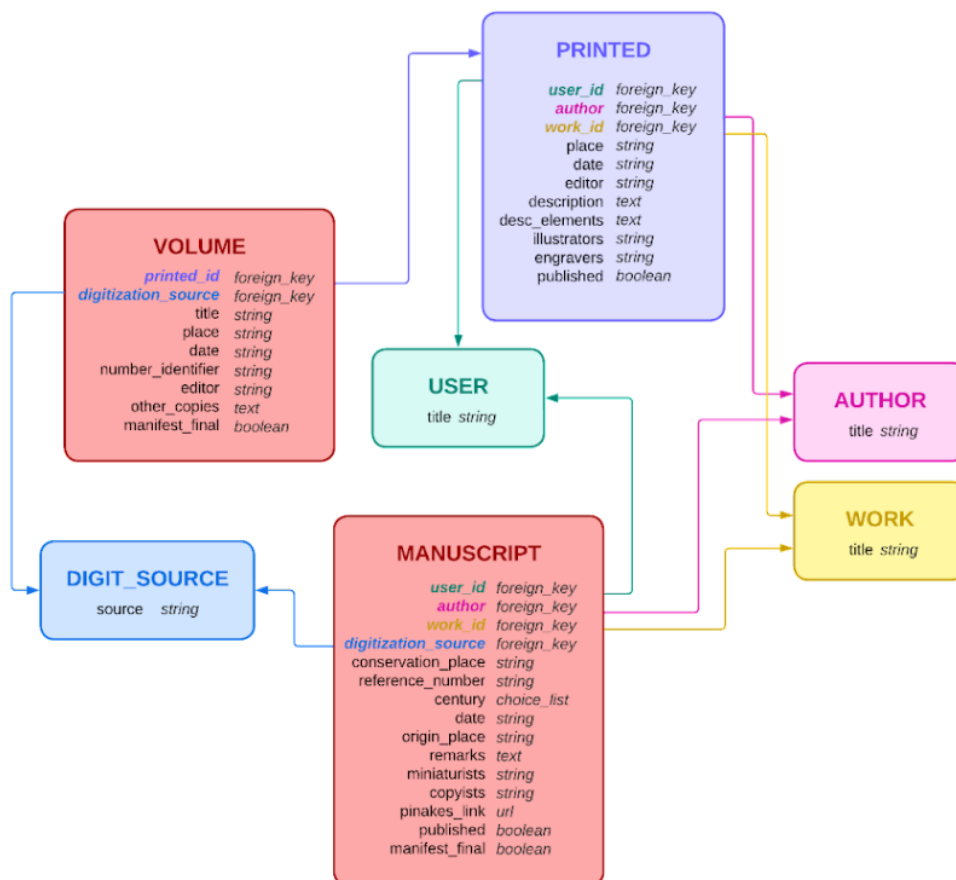 PRINTED
user_id foreign_key
author foreign_key
work_id foreign_key
place string
date string
editor string
description text
desc_elements text
illustrators string
engravers string
published boolean
VOLUME
printed_id foreign_key
digitization_source foreign_key
title string
place string
date string
number_identifier string
editor string
other_copies text
manifest_final boolean
USER
title string
AUTHOR
title string
WORK
title string
DIGIT_SOURCE
source string
MANUSCRIPT
user_id foreign_key
author foreign_key
work_id foreign_key
digitization_source foreign_key
conservation_place string
reference_number string
century choice_list
date string
origin_place string
remarks text
miniaturists string
copyists string
pinakes_link url
published boolean
manifest_final boolean